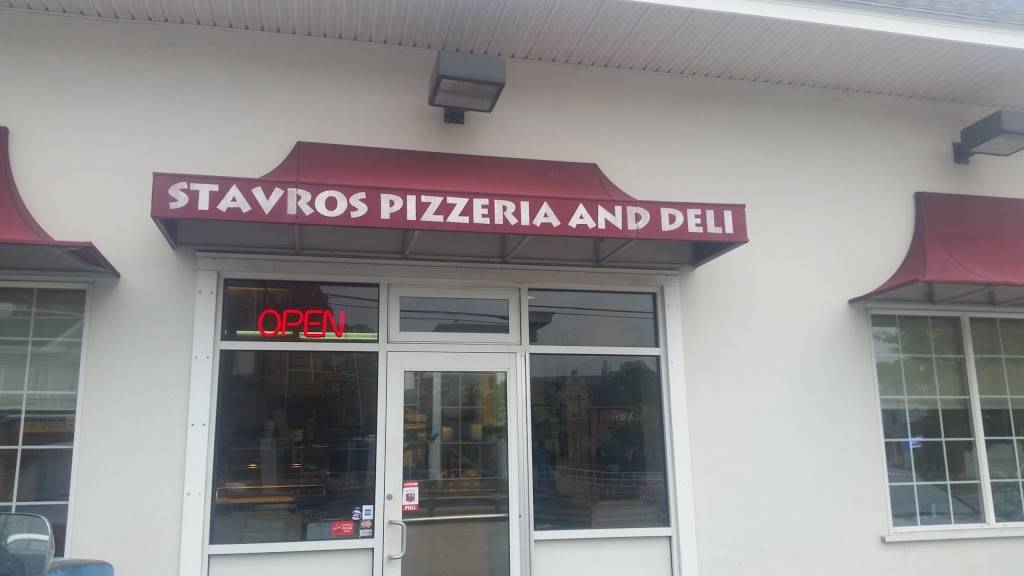 STAVROS PIZZERIA AND DELI
OPEN
PULL